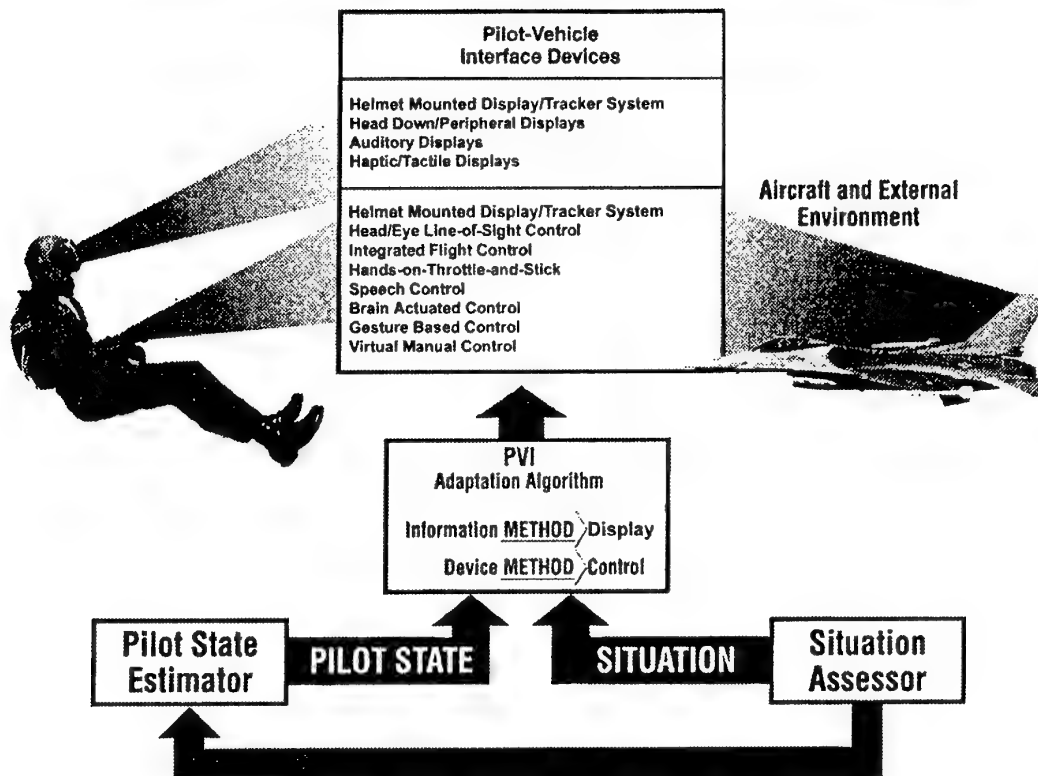 Pilot-Vehicle
Interface Devices
Helmet Mounted Display/Tracker System
Head Down/Peripheral Displays
Auditory Displays
Haptic/Tactile Displays
Helmet Mounted Display/Tracker System
Head/Eye Line-of-Sight Control
Integrated Flight Control
Hands-on-Throttle-and-Stick
Speech Control
Brain Actuated Control
Gesture Based Control
Virtual Manual Control
Aircraft and External
Environment
PVI
Adaptation Algorithm
Information METHOD Display
Device METHOD Control
Pilot State
Estimator
PILOT STATE
SITUATION
Situation
Assessor